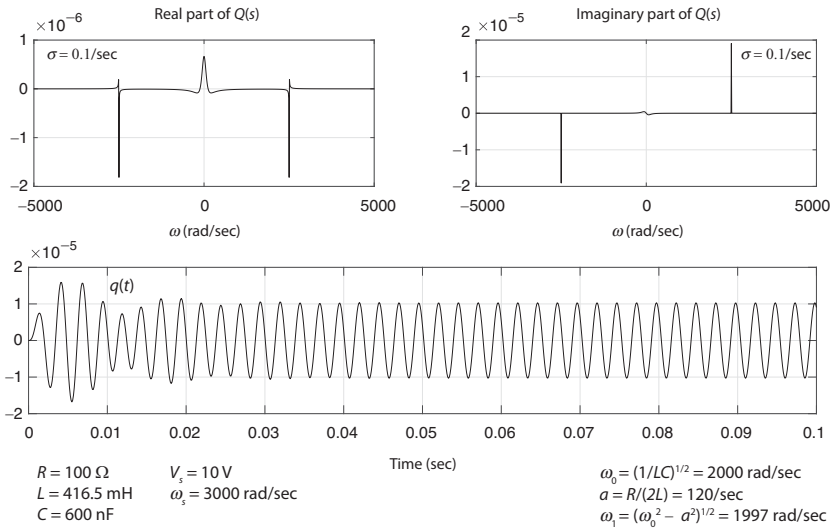 Real part of Q(s)
Imaginary part of Q(s)
×10⁻⁶
×10⁻⁵
σ = 0.1/sec
σ = 0.1/sec
1
0
−1
−2
2
1
0
−1
−2
−5000
0
5000
−5000
0
5000
ω (rad/sec)
ω (rad/sec)
×10⁻⁵
q(t)
2
1
0
−1
−2
0
0.01
0.02
0.03
0.04
0.05
0.06
0.07
0.08
0.09
0.1
Time (sec)
R = 100 Ω
L = 416.5 mH
C = 600 nF
Vₛ = 10 V
ωₛ = 3000 rad/sec
ω₀ = (1/LC)^1/2 = 2000 rad/sec
a = R/(2L) = 120/sec
ω₁ = (ω₀² − a²)^1/2 = 1997 rad/sec